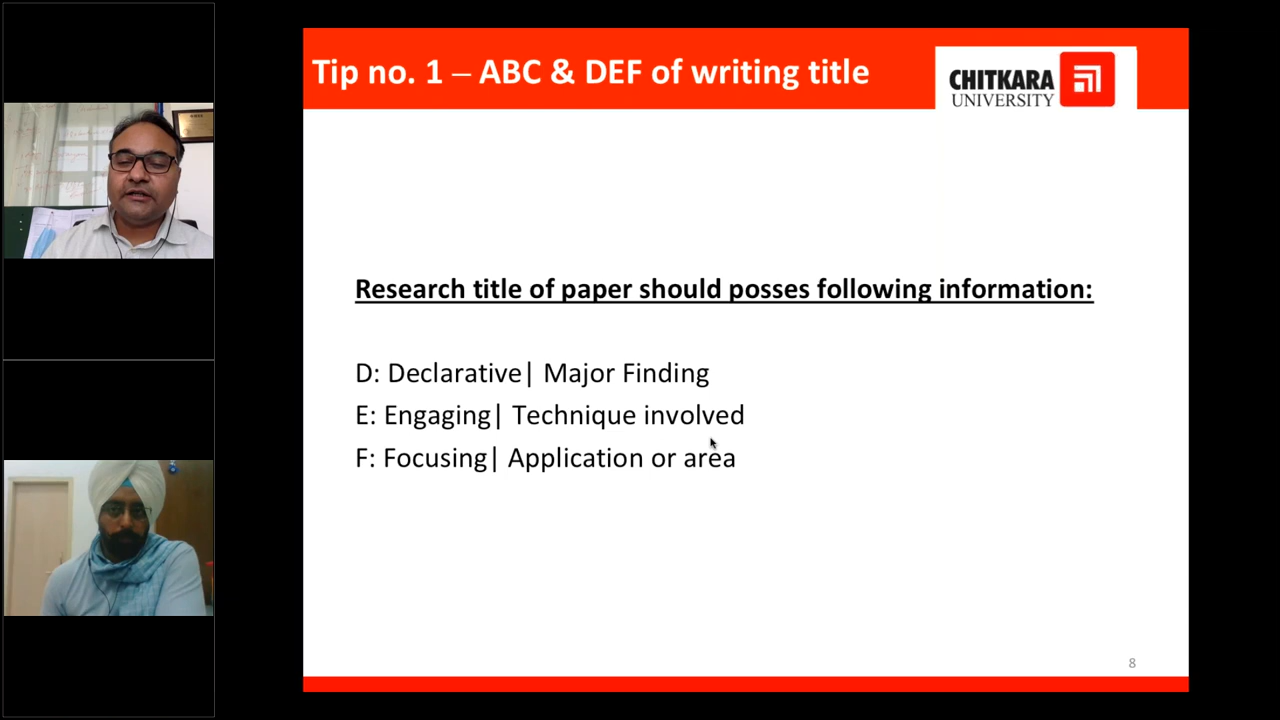 Tip no. 1 – ABC & DEF of writing title
CHITKARA
UNIVERSITY
Research title of paper should posses following information:
D: Declarative| Major Finding
E: Engaging| Technique involved
F: Focusing| Application or area
8